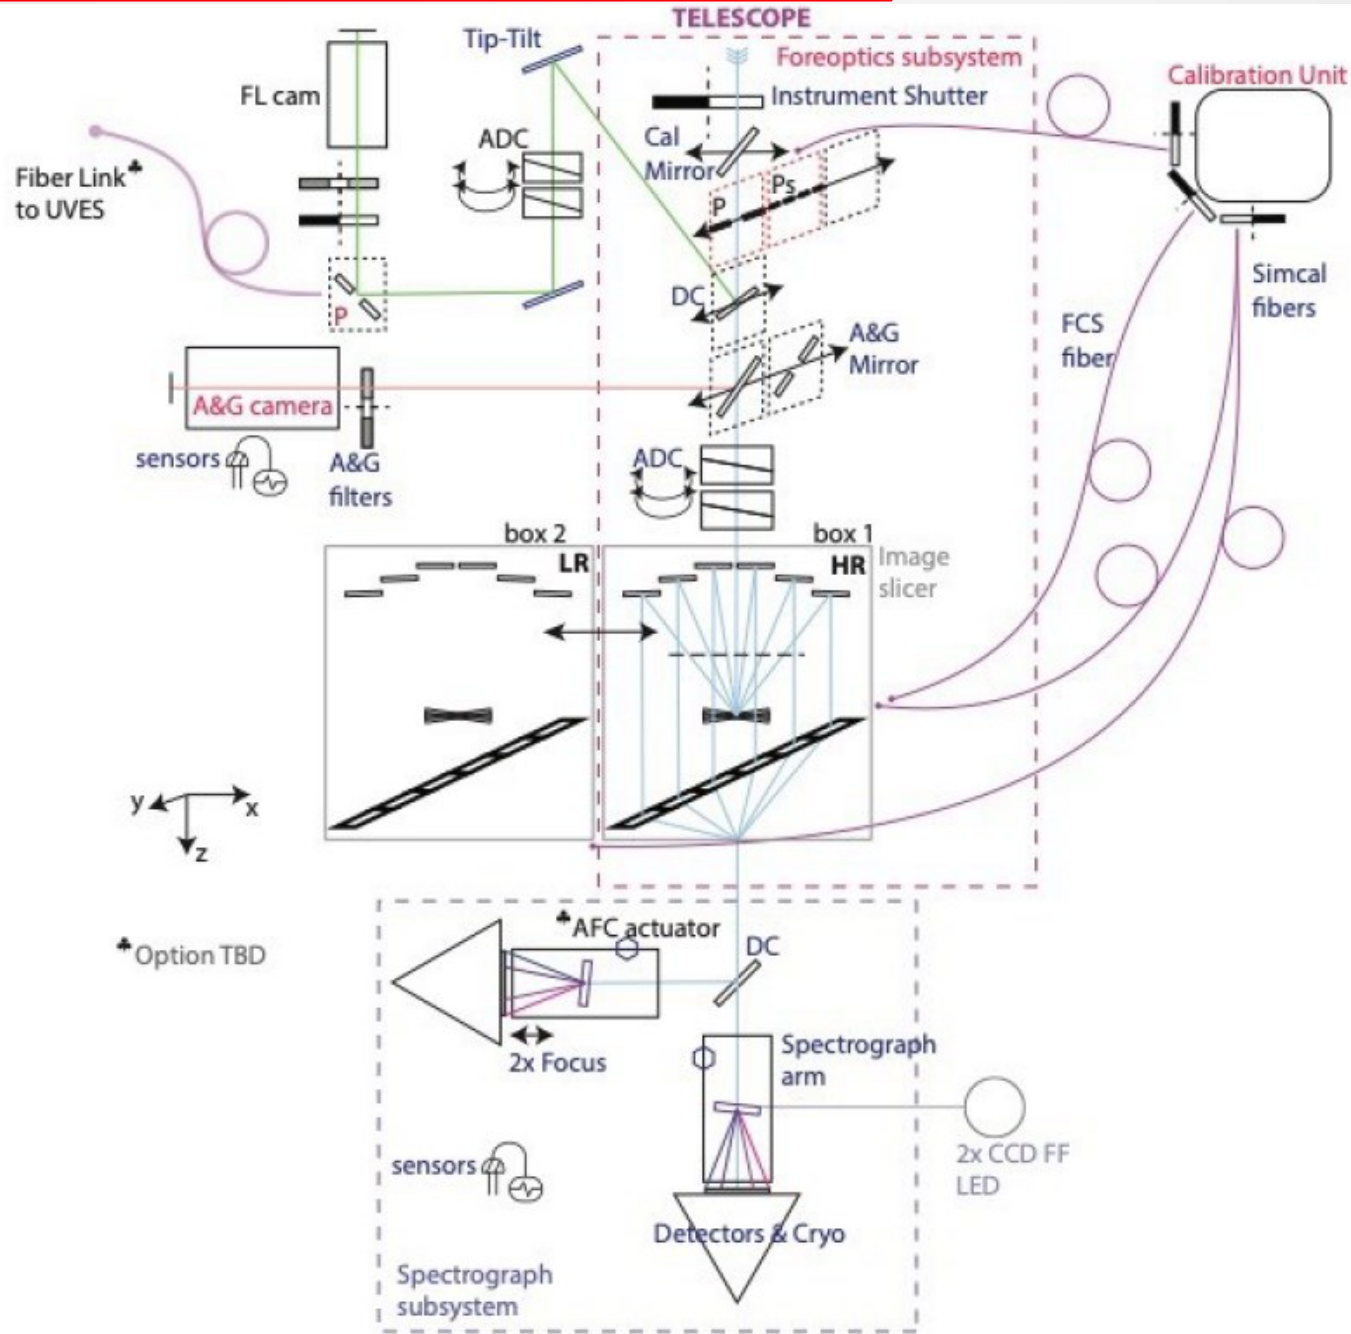 TELESCOPE
Tip-Tilt
Foreoptics subsystem
Calibration Unit
FL cam
Instrument Shutter
ADC
Cal
Mirror
Fiber Link♣
to UVES
Ps
P
Simcal
fibers
DC
P
FCS
fiber
A&G
Mirror
A&G camera
sensors
A&G
filters
ADC
box 2
box 1
LR
HR
Image
slicer
y
x
z
♣AFC actuator
DC
♣Option TBD
2x Focus
Spectrograph
arm
sensors
2x CCD FF
LED
Detectors & Cryo
Spectrograph
subsystem